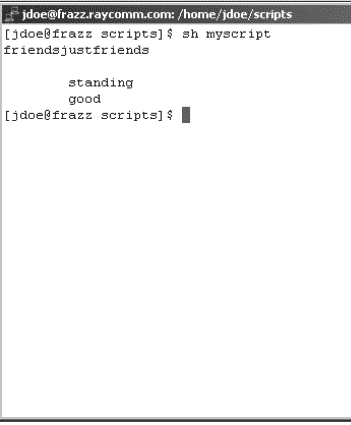 jdoe@frazz.raycomm.com: /home/jdoe/scripts
[jdoe@frazz scripts]$ sh myscript
friendsjustfriends
standing
good
[jdoe@frazz scripts]$